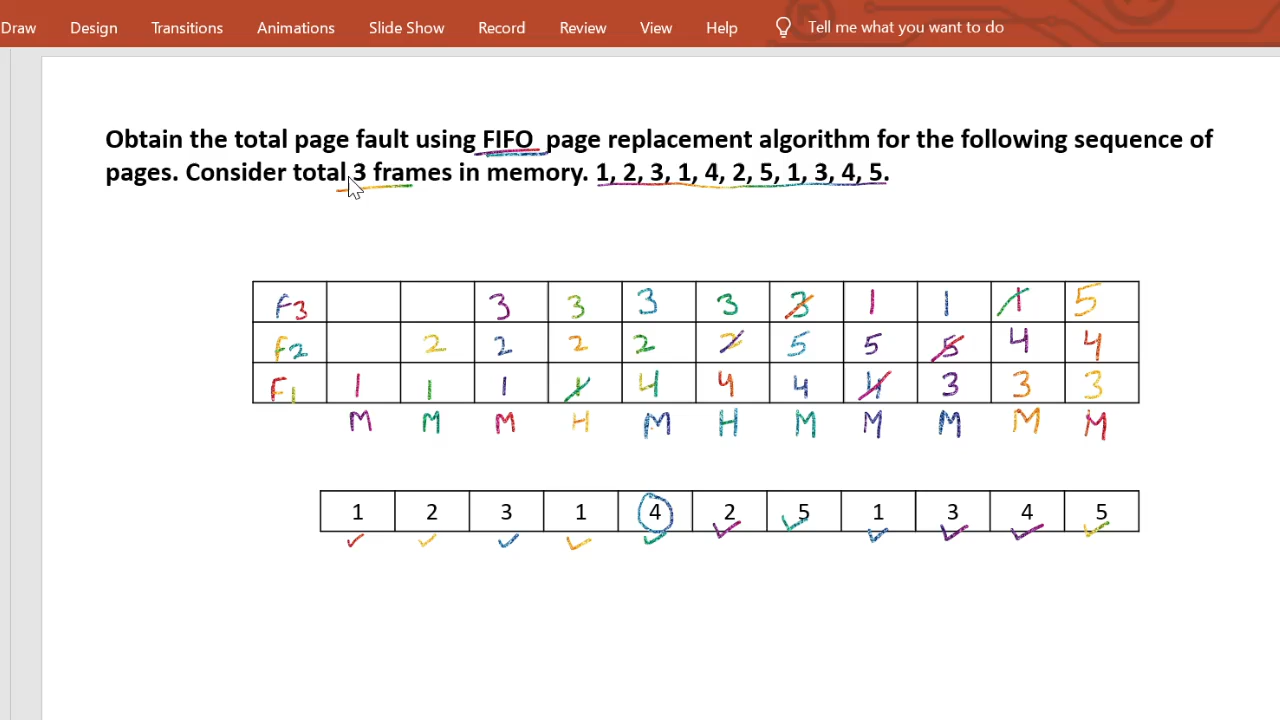 Draw Design Transitions Animations Slide Show Record Review View Help Tell me what you want to do
Obtain the total page fault using FIFO page replacement algorithm for the following sequence of
pages. Consider total 3 frames in memory. 1, 2, 3, 1, 4, 2, 5, 1, 3, 4, 5.
F3 3 3 3 3 3 1 1 1 5
F2 2 2 2 2 2 5 5 5 4 4
F1 1 1 1 1 4 4 4 4 3 3 3
M M M H M H M M M M M
1 2 3 1 4 2 5 1 3 4 5